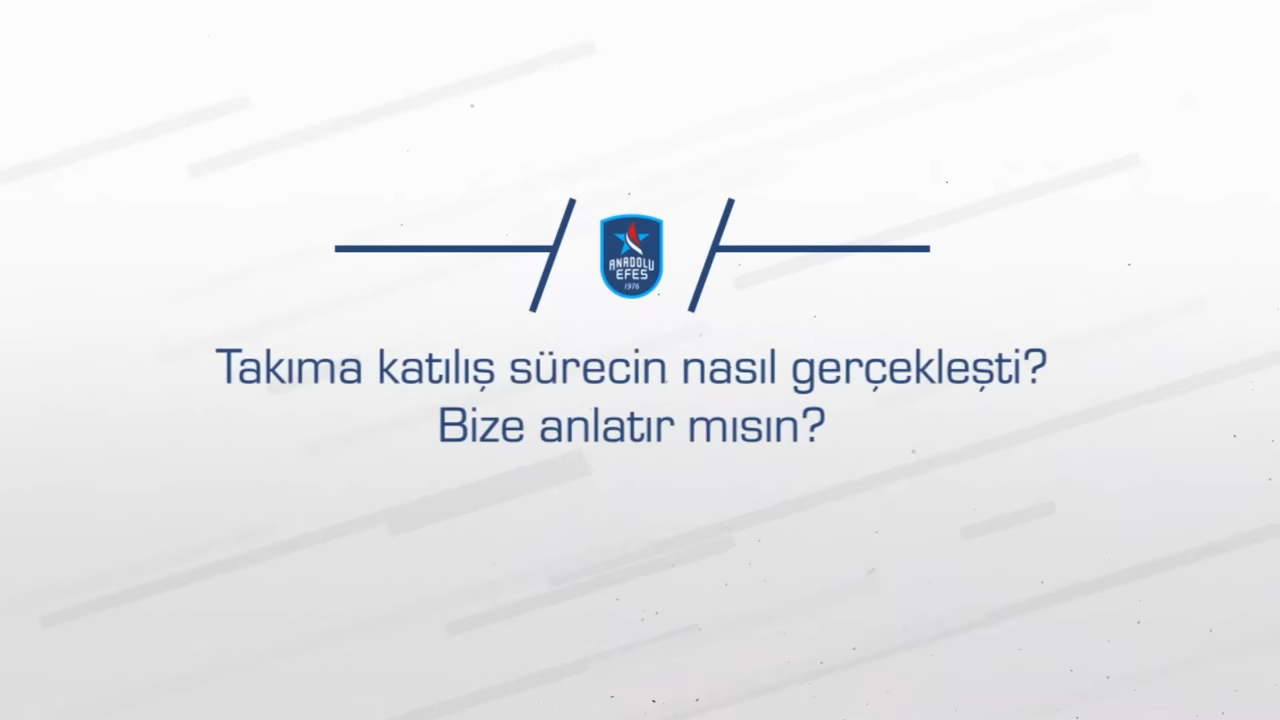 ANADOLU
EFES
1976
Takıma katılış sürecin nasıl gerçekleşti?
Bize anlatır mısın?